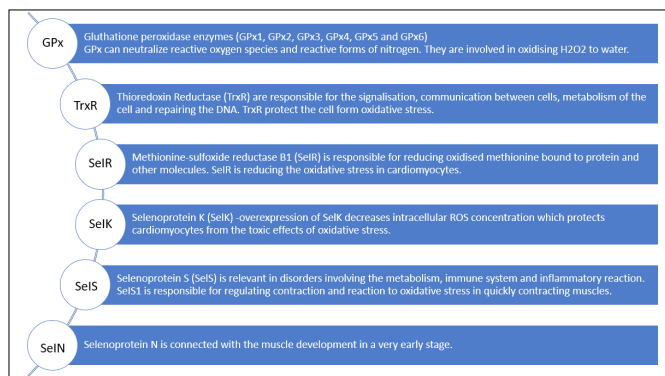 GPx
Gluthatione peroxidase enzymes (GPx1, GPx2, GPx3, GPx4, GPx5 and GPx6)
GPx can neutralize reactive oxygen species and reactive forms of nitrogen. They are involved in oxidising H2O2 to water.
TrxR
Thioredoxin Reductase (TrxR) are responsible for the signalisation, communication between cells, metabolism of the
cell and repairing the DNA. TrxR protect the cell form oxidative stress.
SelR
Methionine-sulfoxide reductase B1 (SelR) is responsible for reducing oxidised methionine bound to protein and
other molecules. SelR is reducing the oxidative stress in cardiomyocytes.
SelK
Selenoprotein K (SelK) -overexpression of SelK decreases intracellular ROS concentration which protects
cardiomyocytes from the toxic effects of oxidative stress.
SelS
Selenoprotein S (SelS) is relevant in disorders involving the metabolism, immune system and inflammatory reaction.
SelS1 is responsible for regulating contraction and reaction to oxidative stress in quickly contracting muscles.
SelN
Selenoprotein N is connected with the muscle development in a very early stage.